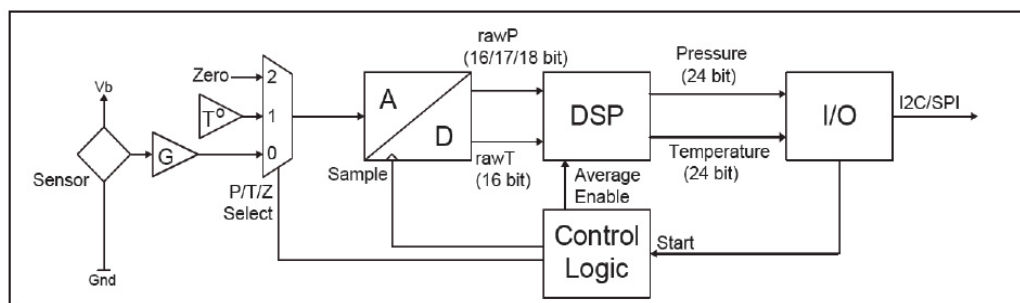 Vb
Sensor
Gnd
G
Zero
T°
2
1
0
P/T/Z
Select
A
D
Sample
rawP
(16/17/18 bit)
rawT
(16 bit)
DSP
Average
Enable
Control
Logic
Pressure
(24 bit)
Temperature
(24 bit)
Start
I/O
I2C/SPI